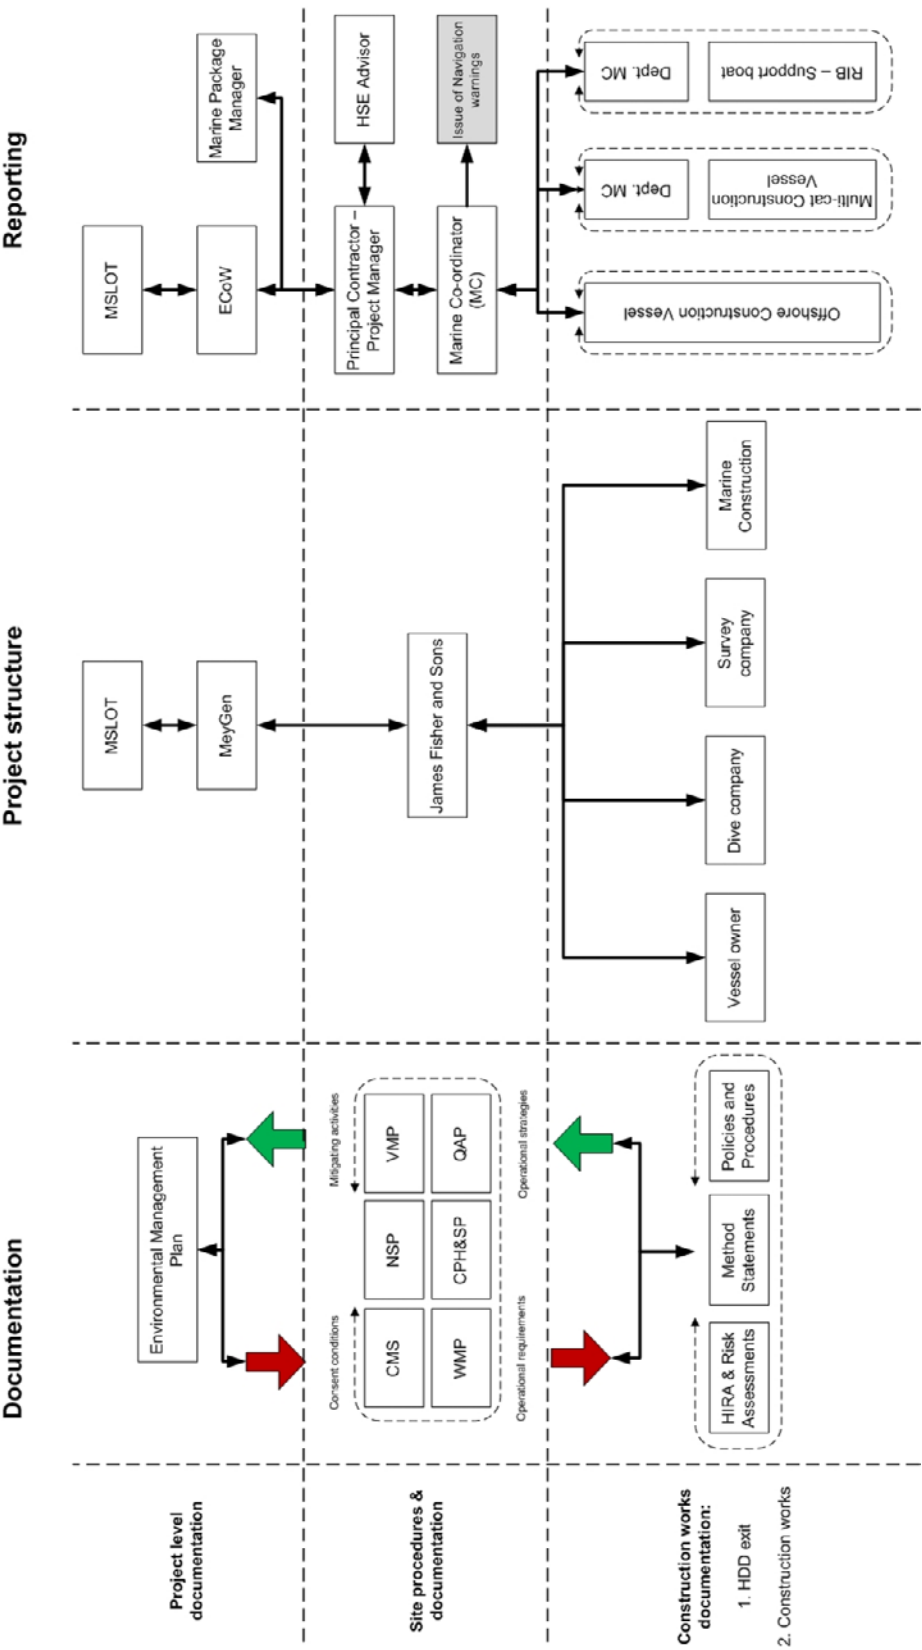 Documentation
Project structure
Reporting
Project level
documentation
Environmental Management
Plan
MSLOT
MeyGen
MSLOT
ECoW
Marine Package
Manager
Site procedures &
documentation
Consent conditions
Mitigating activities
CMS
NSP
VMP
WMP
CPH&SP
QAP
Operational requirements
Operational strategies
James Fisher and Sons
Principal Contractor –
Project Manager
HSE Advisor
Marine Co-ordinator
(MC)
Issue of Navigation
warnings
Construction works
documentation:
1. HDD exit
2. Construction works
HIRA & Risk
Assessments
Method
Statements
Policies and
Procedures
Vessel owner
Dive company
Survey
company
Marine
Construction
Offshore Construction Vessel
Dept. MC
Multi-cat Construction
Vessel
Dept. MC
RIB – Support boat